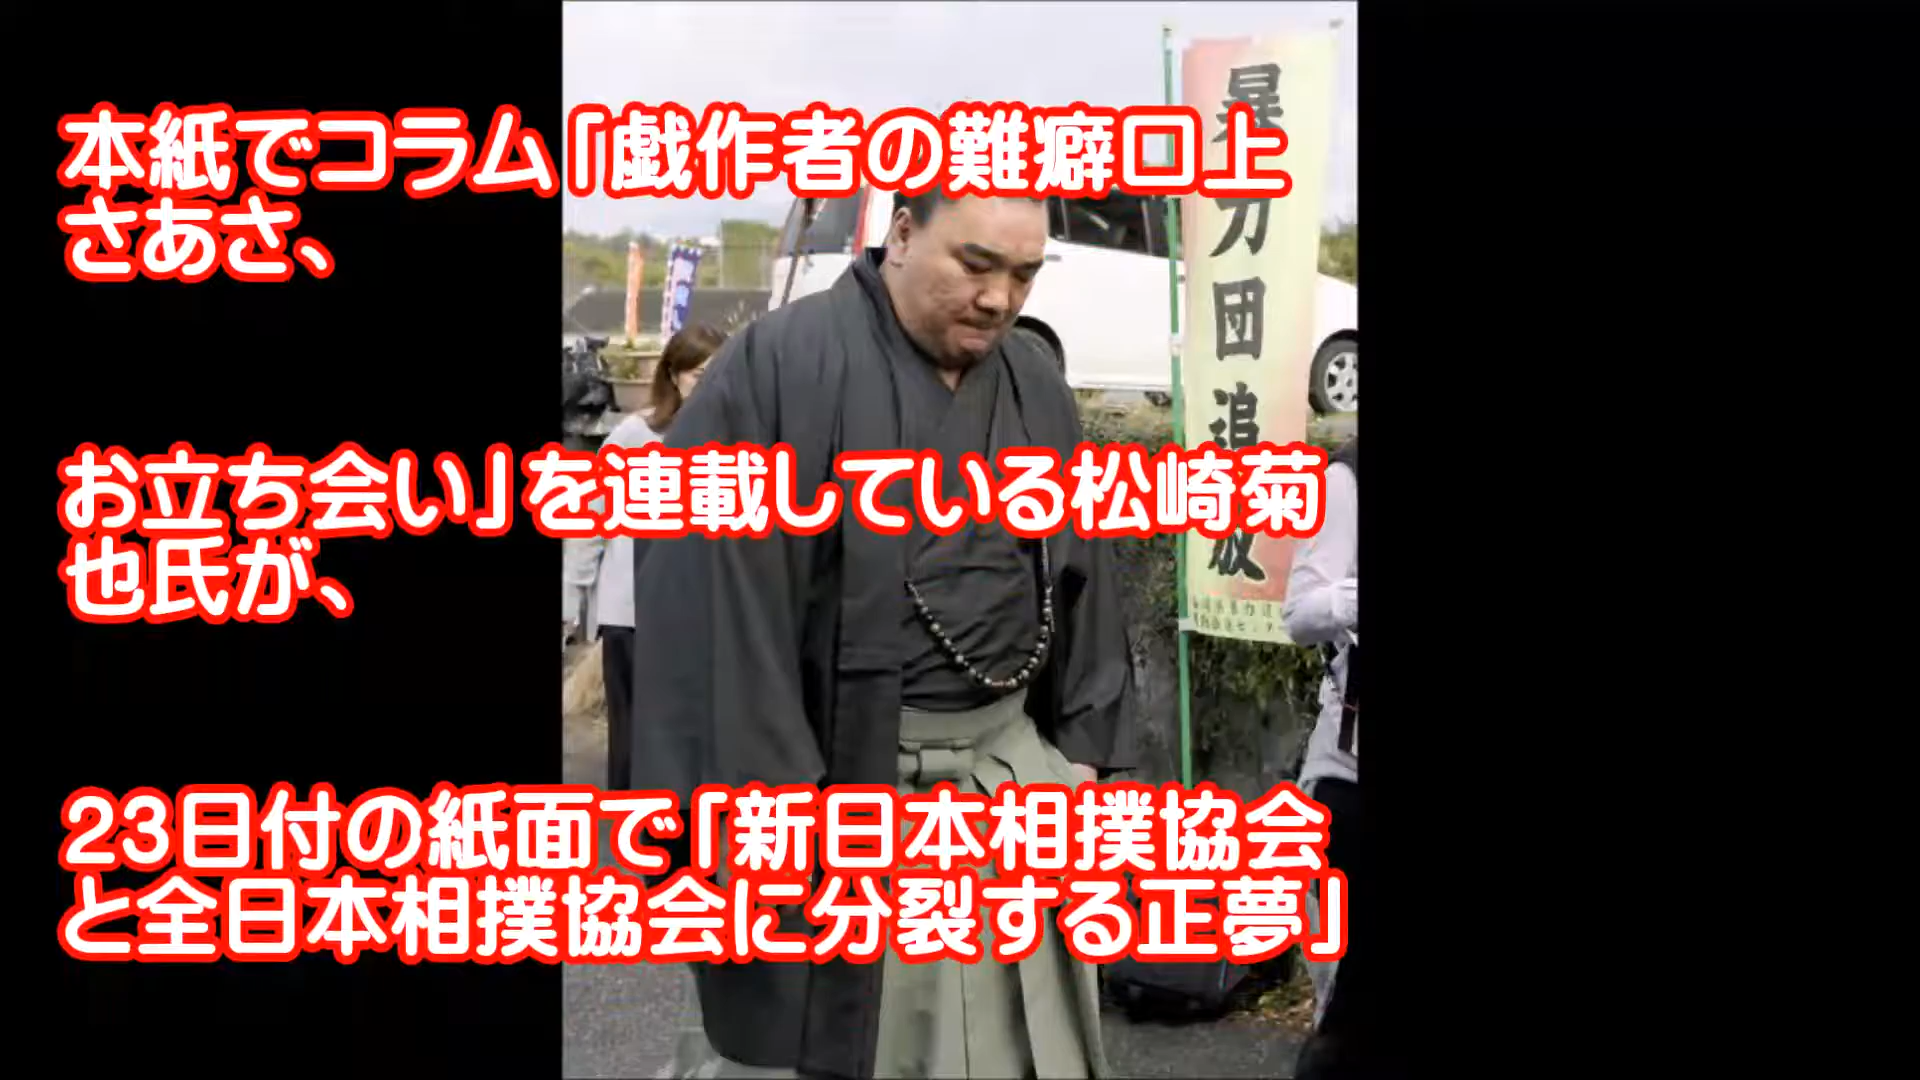 本紙でコラム「戯作者の難癖口上
さあさ、
お立ち会い」を連載している松崎菊
也氏が、
23日付の紙面で「新日本相撲協会
と全日本相撲協会に分裂する正夢」
暴力団追放